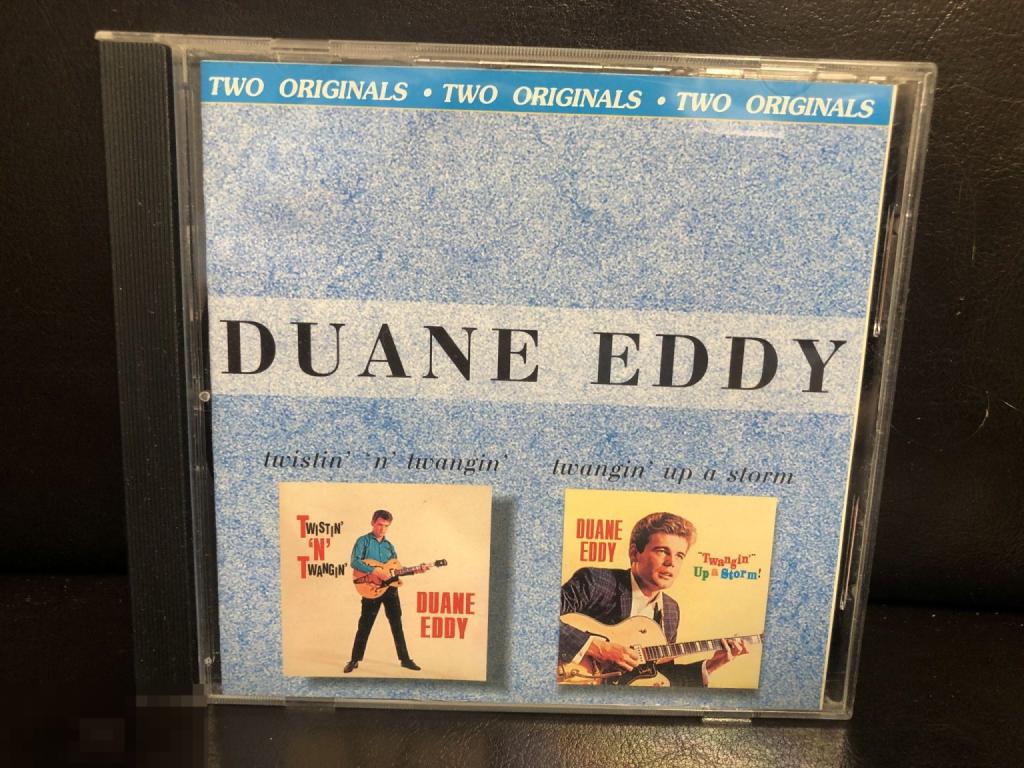 TWO ORIGINALS • TWO ORIGINALS • TWO ORIGINALS
DUANE EDDY
twistin' 'n' twangin'
TWISTIN'
'N'
TWANGIN'
DUANE
EDDY
twangin' up a storm
DUANE
EDDY
"Twangin'"
Up a Storm!